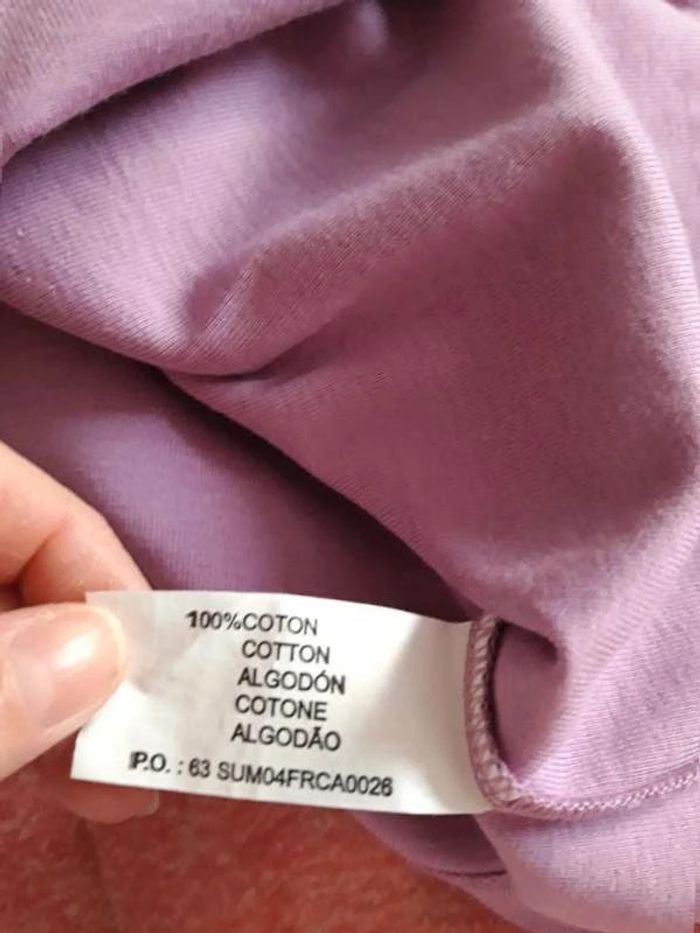 100%COTON
COTTON
ALGODÓN
COTONE
ALGODÃO
P.O. : 63 SUM04FRCA0026